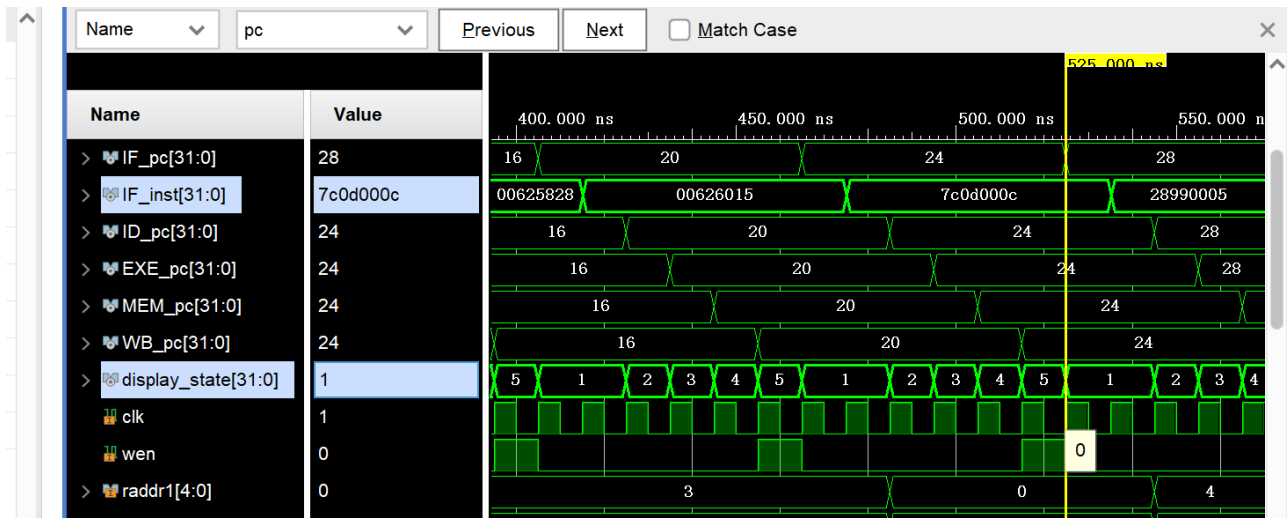 Name pc Previous Next Match Case
525.000 ns
Name Value 400.000 ns 450.000 ns 500.000 ns 550.000 n
IF_pc[31:0] 28 16 20 24 28
IF_inst[31:0] 7c0d000c 00625828 00626015 7c0d000c 28990005
ID_pc[31:0] 24 16 20 24 28
EXE_pc[31:0] 24 16 20 24 28
MEM_pc[31:0] 24 16 20 24
WB_pc[31:0] 24 16 20 24
display_state[31:0] 1 5 1 2 3 4 5 1 2 3 4 5 1 2 3 4
clk 1
wen 0 0
raddr1[4:0] 0 3 0 4